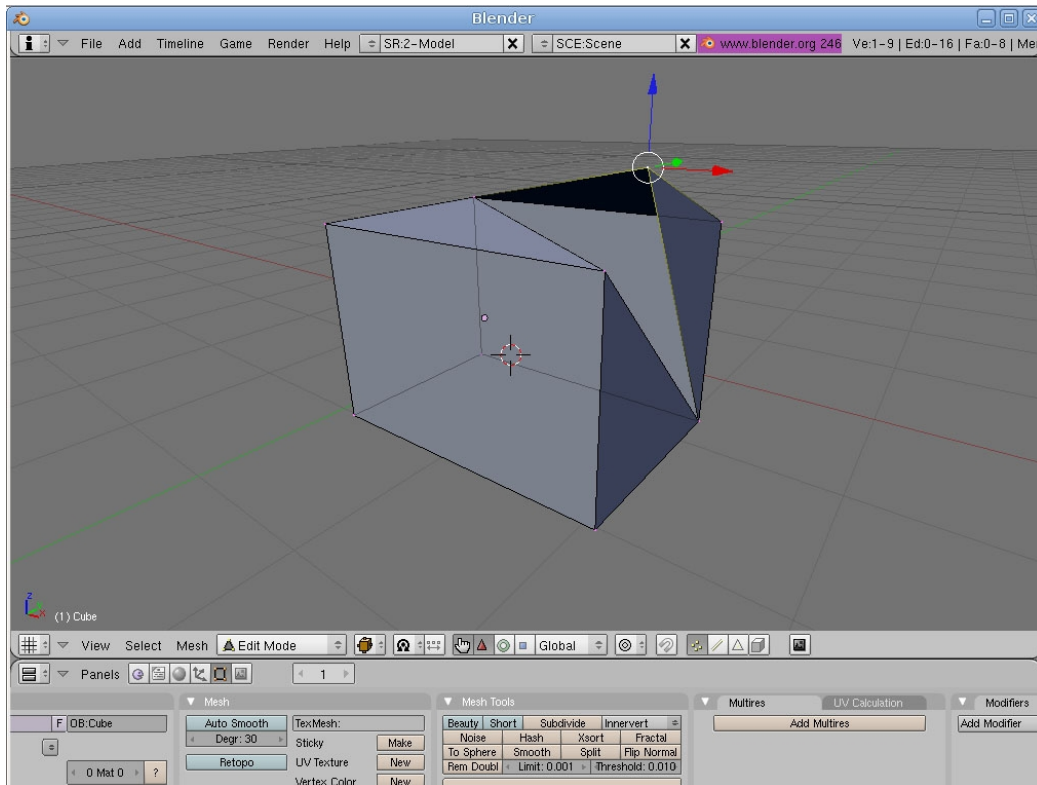 Blender
File Add Timeline Game Render Help SR:2-Model X SCE:Scene X www.blender.org 246 Ve:1-9 | Ed:0-16 | Fa:0-8 | Mer
z
x
(1) Cube
View Select Mesh Edit Mode Global
Panels 1
Mesh Mesh Tools Multires UV Calculation Modifiers
F OB:Cube Auto Smooth TexMesh: Beauty Short Subdivide Innervert Add Multires Add Modifier
Degr: 30 Sticky Make Noise Hash Xsort Fractal
0 Mat 0 ? Retopo UV Texture New To Sphere Smooth Split Flip Normal
Vertex Color New Rem Doubl Limit: 0.001 Threshold: 0.010